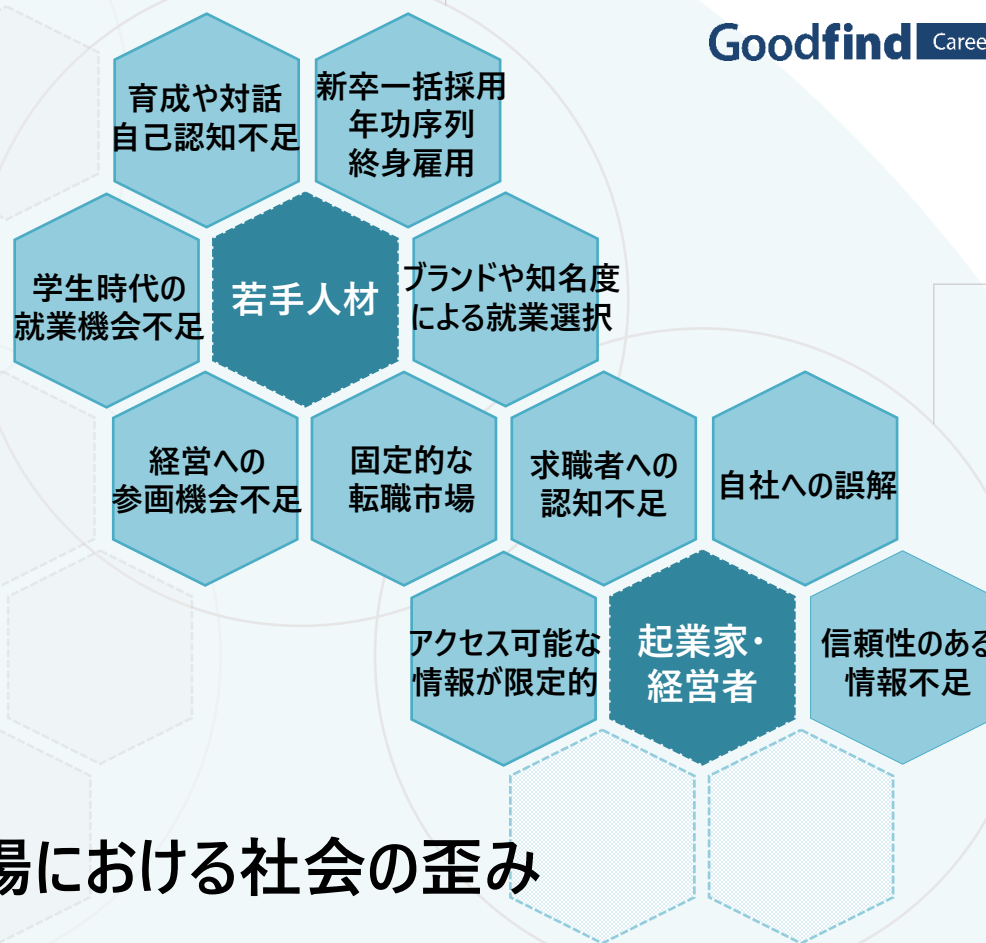 Goodfind Caree
育成や対話
自己認知不足
新卒一括採用
年功序列
終身雇用
学生時代の
就業機会不足
若手人材
ブランドや知名度
による就業選択
経営への
参画機会不足
固定的な
転職市場
求職者への
認知不足
自社への誤解
アクセス可能な
情報が限定的
起業家・
経営者
信頼性のある
情報不足
場における社会の歪み